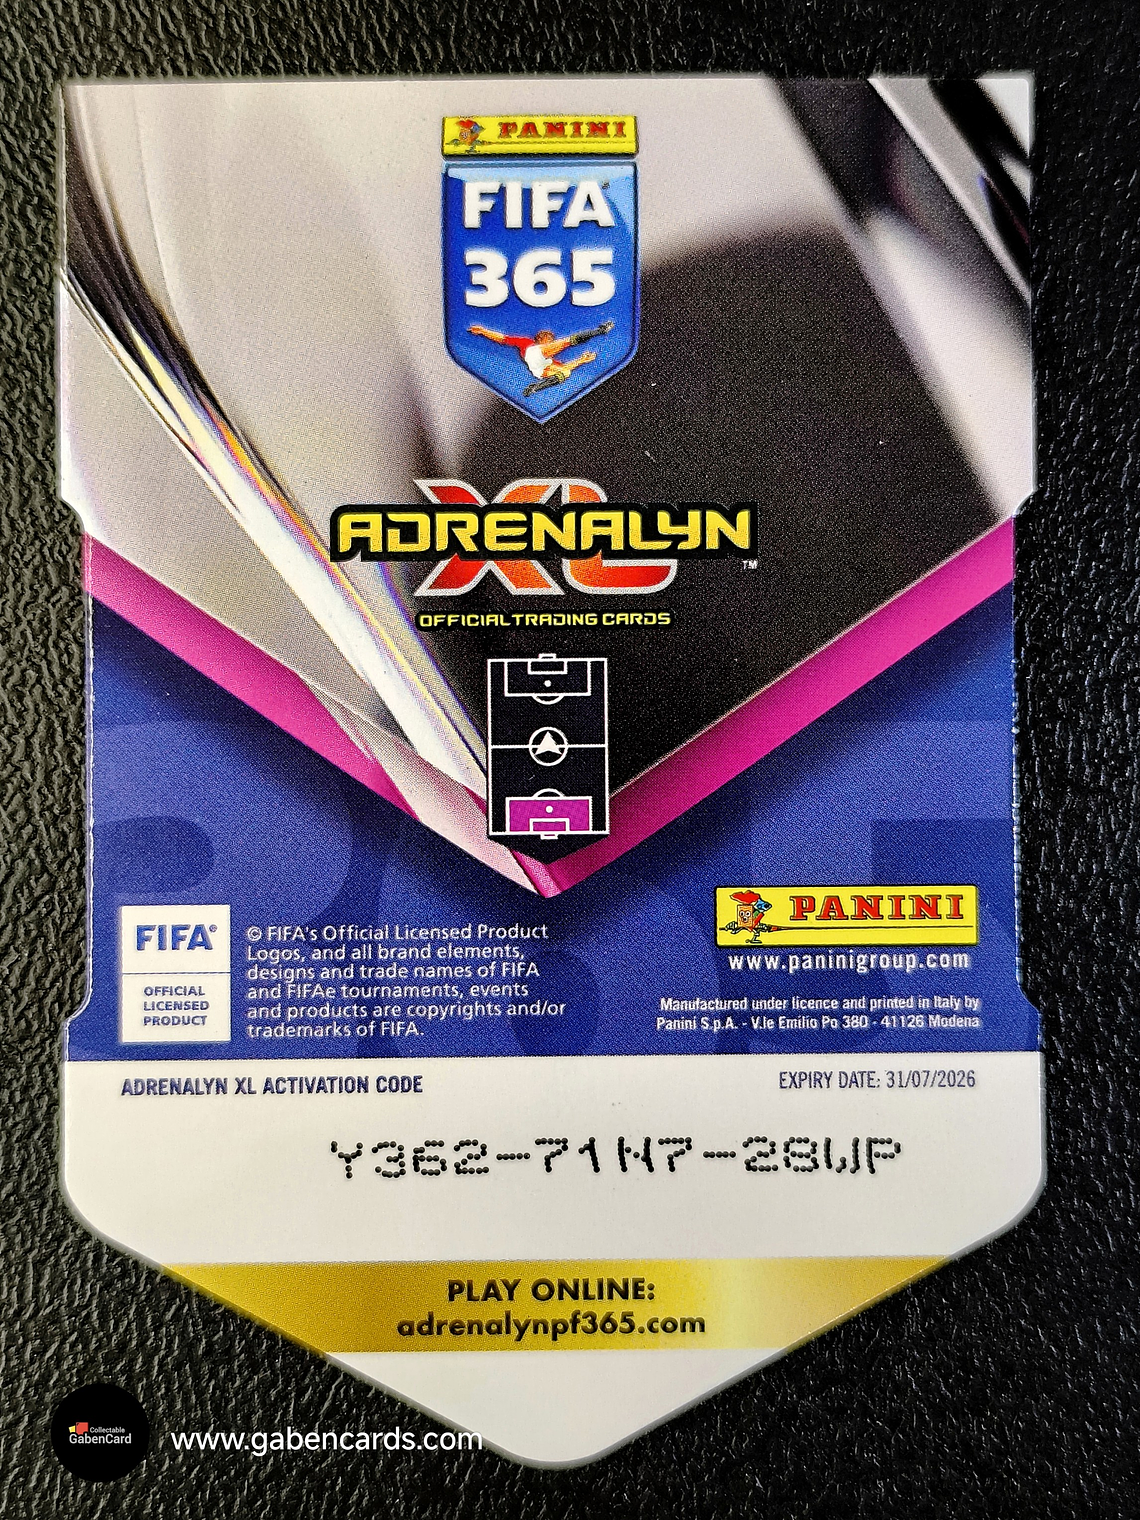 PANINI
FIFA
365
ADRENALYN
XL
TM
OFFICIAL TRADING CARDS
PANINI
www.paninigroup.com
FIFA®
OFFICIAL
LICENSED
PRODUCT
© FIFA's Official Licensed Product
Logos, and all brand elements,
designs and trade names of FIFA
and FIFAe tournaments, events
and products are copyrights and/or
trademarks of FIFA.
Manufactured under licence and printed in Italy by
Panini S.p.A. - V.le Emilio Po 380 - 41126 Modena
ADRENALYN XL ACTIVATION CODE
EXPIRY DATE: 31/07/2026
Y362-71N7-28WP
PLAY ONLINE:
adrenalynpf365.com
Collectable
GabenCard
www.gabencards.com